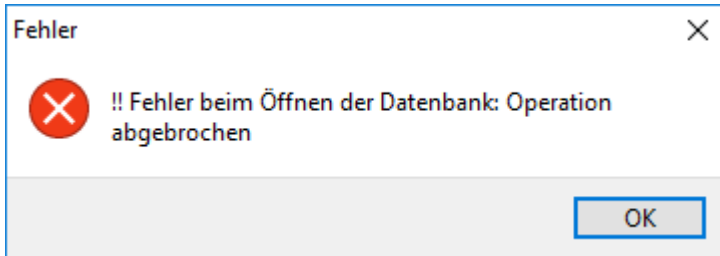 Fehler
!! Fehler beim Öffnen der Datenbank: Operation
abgebrochen
OK